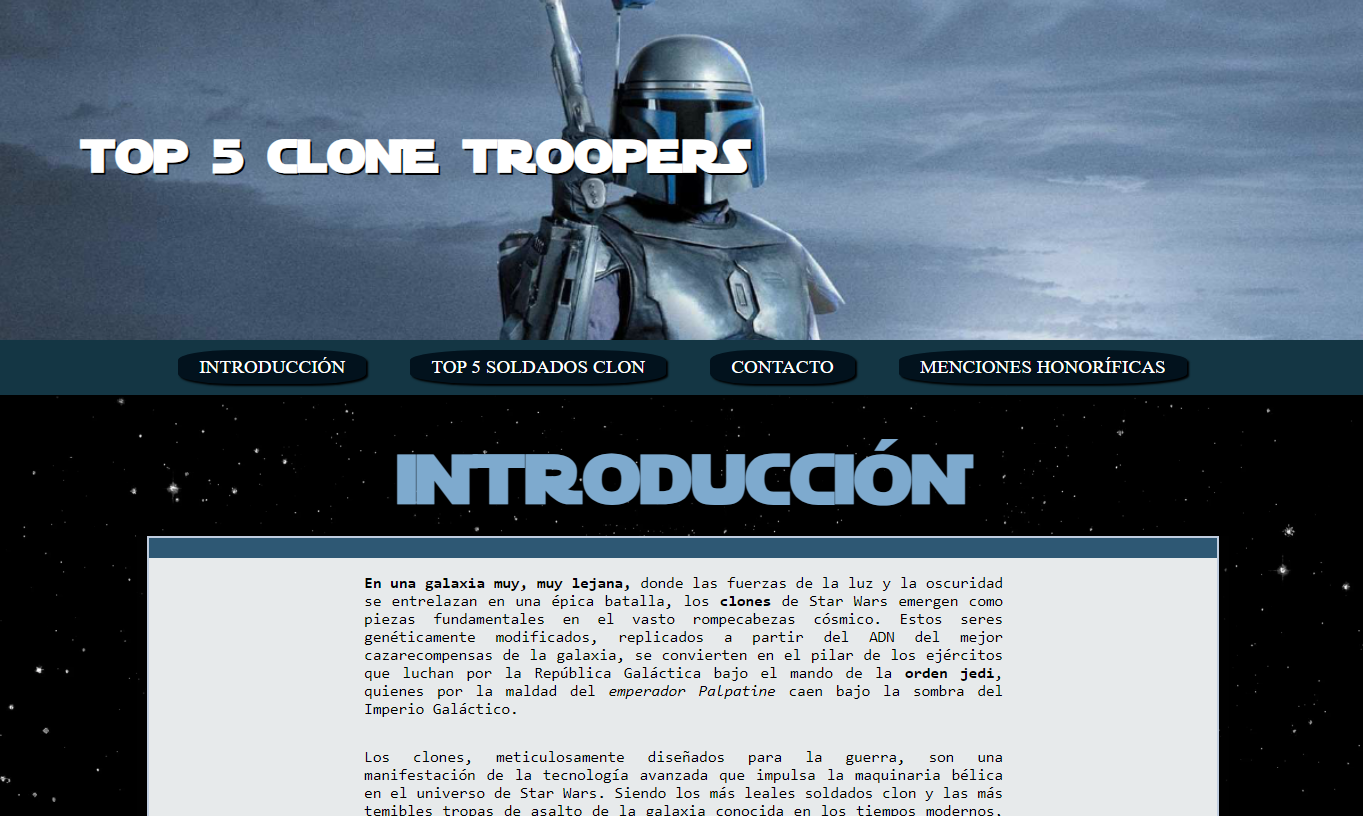 TOP 5 CLONE TROOPERS
INTRODUCCIÓN
TOP 5 SOLDADOS CLON
CONTACTO
MENCIONES HONORÍFICAS
INTRODUCCIÓN
En una galaxia muy, muy lejana, donde las fuerzas de la luz y la oscuridad
se entrelazan en una épica batalla, los clones de Star Wars emergen como
piezas fundamentales en el vasto rompecabezas cósmico. Estos seres
genéticamente modificados, replicados a partir del ADN del mejor
cazarecompensas de la galaxia, se convierten en el pilar de los ejércitos
que luchan por la República Galáctica bajo el mando de la orden jedi,
quienes por la maldad del emperador Palpatine caen bajo la sombra del
Imperio Galáctico.
Los clones, meticulosamente diseñados para la guerra, son una
manifestación de la tecnología avanzada que impulsa la maquinaria bélica
en el universo de Star Wars. Siendo los más leales soldados clon y las más
temibles tropas de asalto de la galaxia conocida en los tiempos modernos.